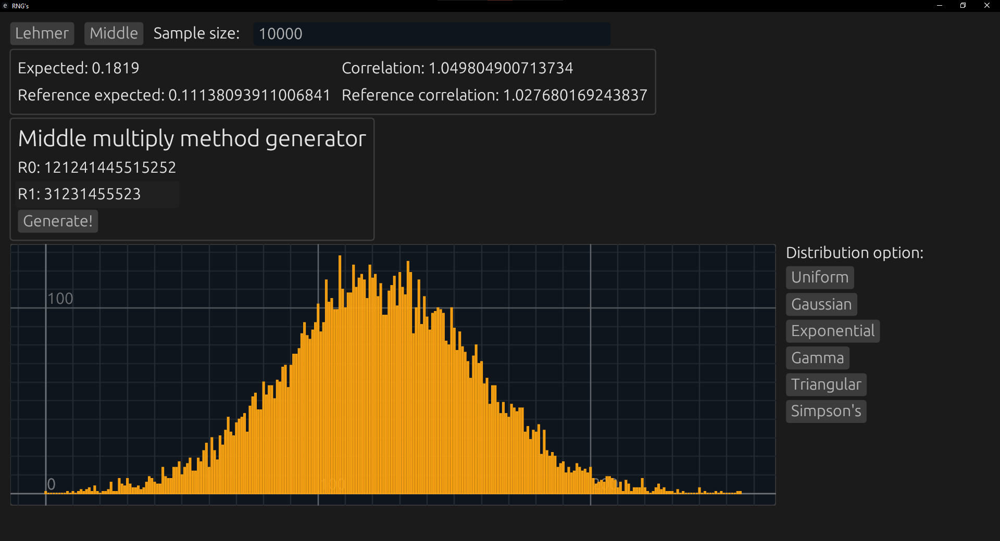 e RNG's
Lehmer Middle Sample size: 10000
Expected: 0.1819 Correlation: 1.049804900713734
Reference expected: 0.11138093911006841 Reference correlation: 1.027680169243837
Middle multiply method generator
R0: 121241445515252
R1: 31231455523
Generate!
Distribution option:
Uniform
Gaussian
Exponential
Gamma
Triangular
Simpson's
100
0 100 200